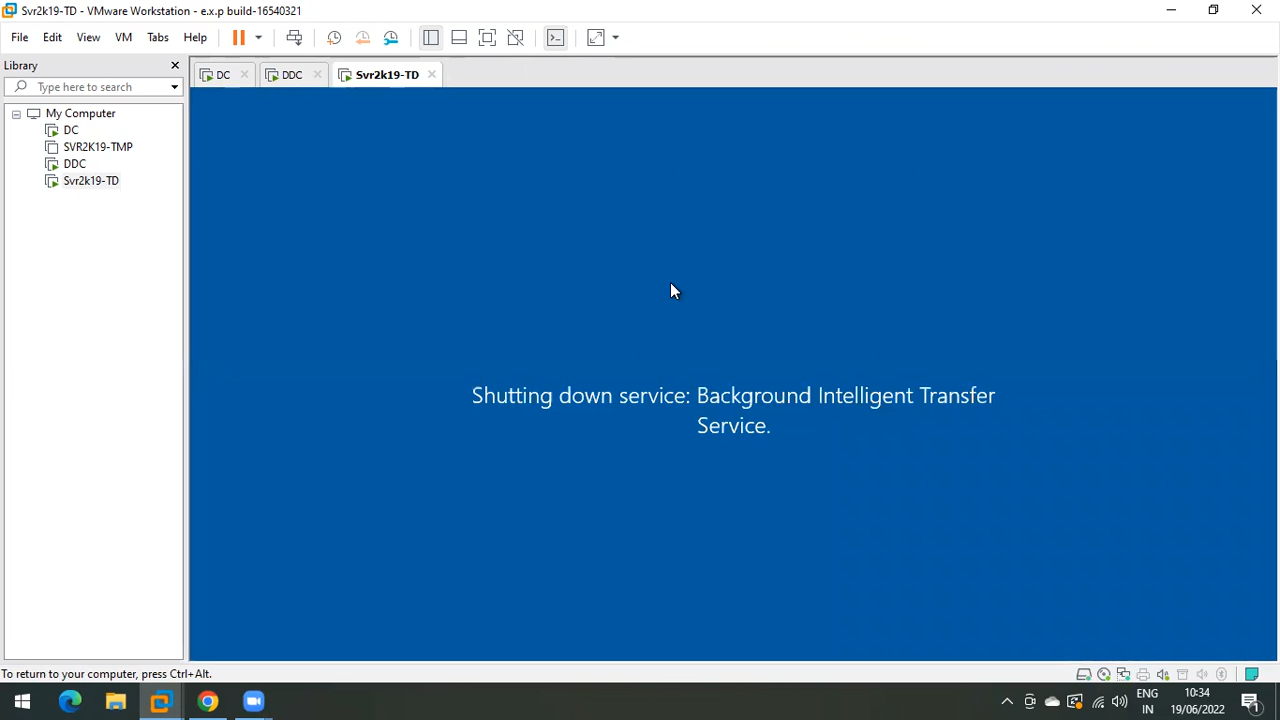 Svr2k19-TD - VMware Workstation - e.x.p build-16540321
File Edit View VM Tabs Help
Library
Type here to search
My Computer
DC
SVR2K19-TMP
DDC
Svr2k19-TD
DC DDC Svr2k19-TD
Shutting down service: Background Intelligent Transfer
Service.
To return to your computer, press Ctrl+Alt.
ENG
IN
10:34
19/06/2022
1